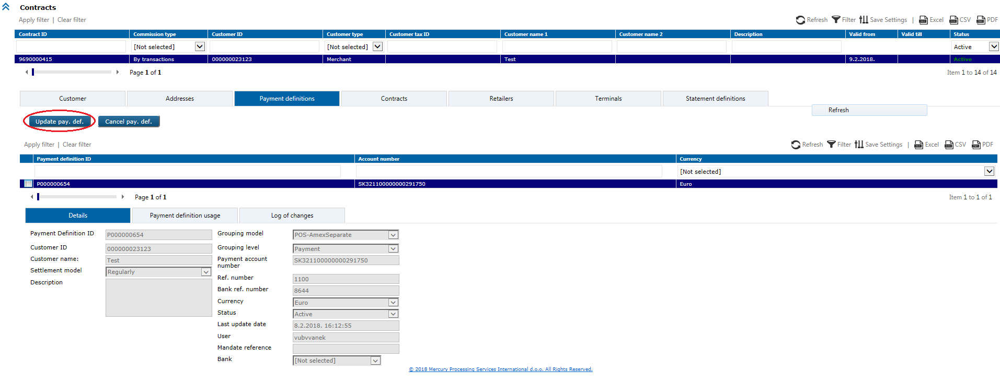 Contracts
Apply filter | Clear filter Refresh Filter Save Settings | Excel CSV PDF
Contract ID Commission type Customer ID Customer type Customer tax ID Customer name 1 Customer name 2 Description Valid from Valid till Status
[Not selected] [Not selected] Active
9690000415 By transactions 000000023123 Merchant Test 9.2.2018. Active
Page 1 of 1 Item 1 to 14 of 14
Customer Addresses Payment definitions Contracts Retailers Terminals Statement definitions
Refresh
Update pay. def. Cancel pay. def.
Apply filter | Clear filter Refresh Filter Save Settings | Excel CSV PDF
Payment definition ID Account number Currency
[Not selected]
P000000654 SK321100000000291750 Euro
Page 1 of 1 Item 1 to 1 of 1
Details Payment definition usage Log of changes
Payment Definition ID P000000654 Grouping model POS-AmexSeparate
Customer ID 000000023123 Grouping level Payment
Customer name: Test Payment account number SK321100000000291750
Settlement model Regularly
Description
Ref. number 1100
Bank ref. number 8644
Currency Euro
Status Active
Last update date 8.2.2018. 16:12:55
User vubvvanek
Mandate reference
Bank [Not selected]
© 2018 Mercury Processing Services International d.o.o. All Rights Reserved.